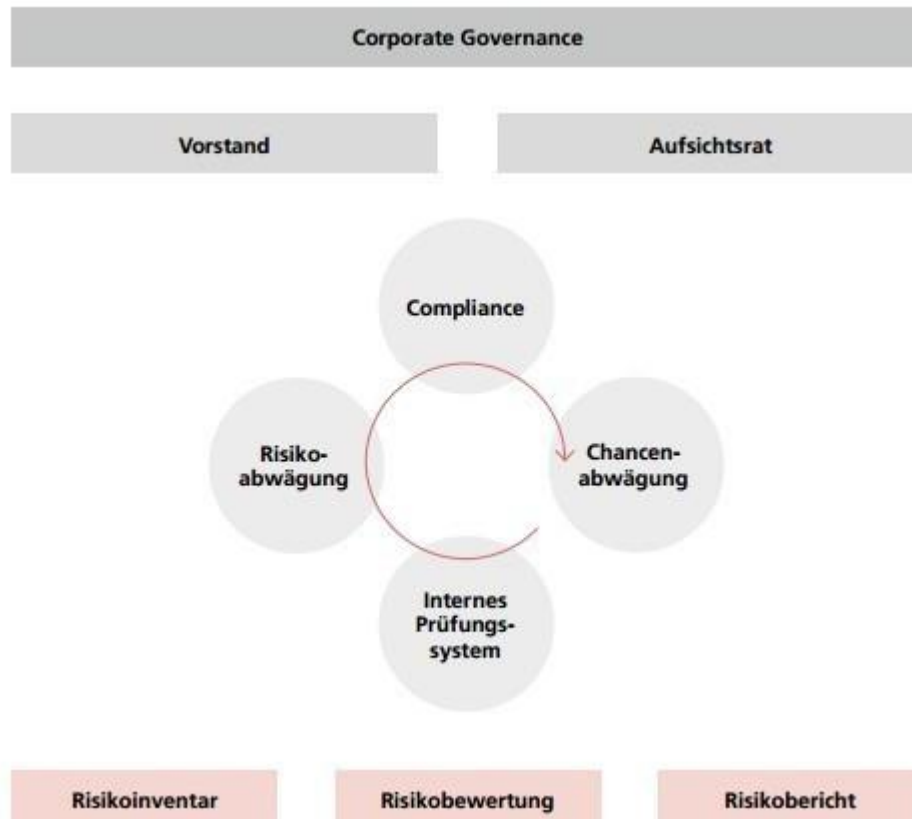 Corporate Governance
Vorstand
Aufsichtsrat
Compliance
Risiko-
abwägung
Chancen-
abwägung
Internes
Prüfungs-
system
Risikoinventar
Risikobewertung
Risikobericht